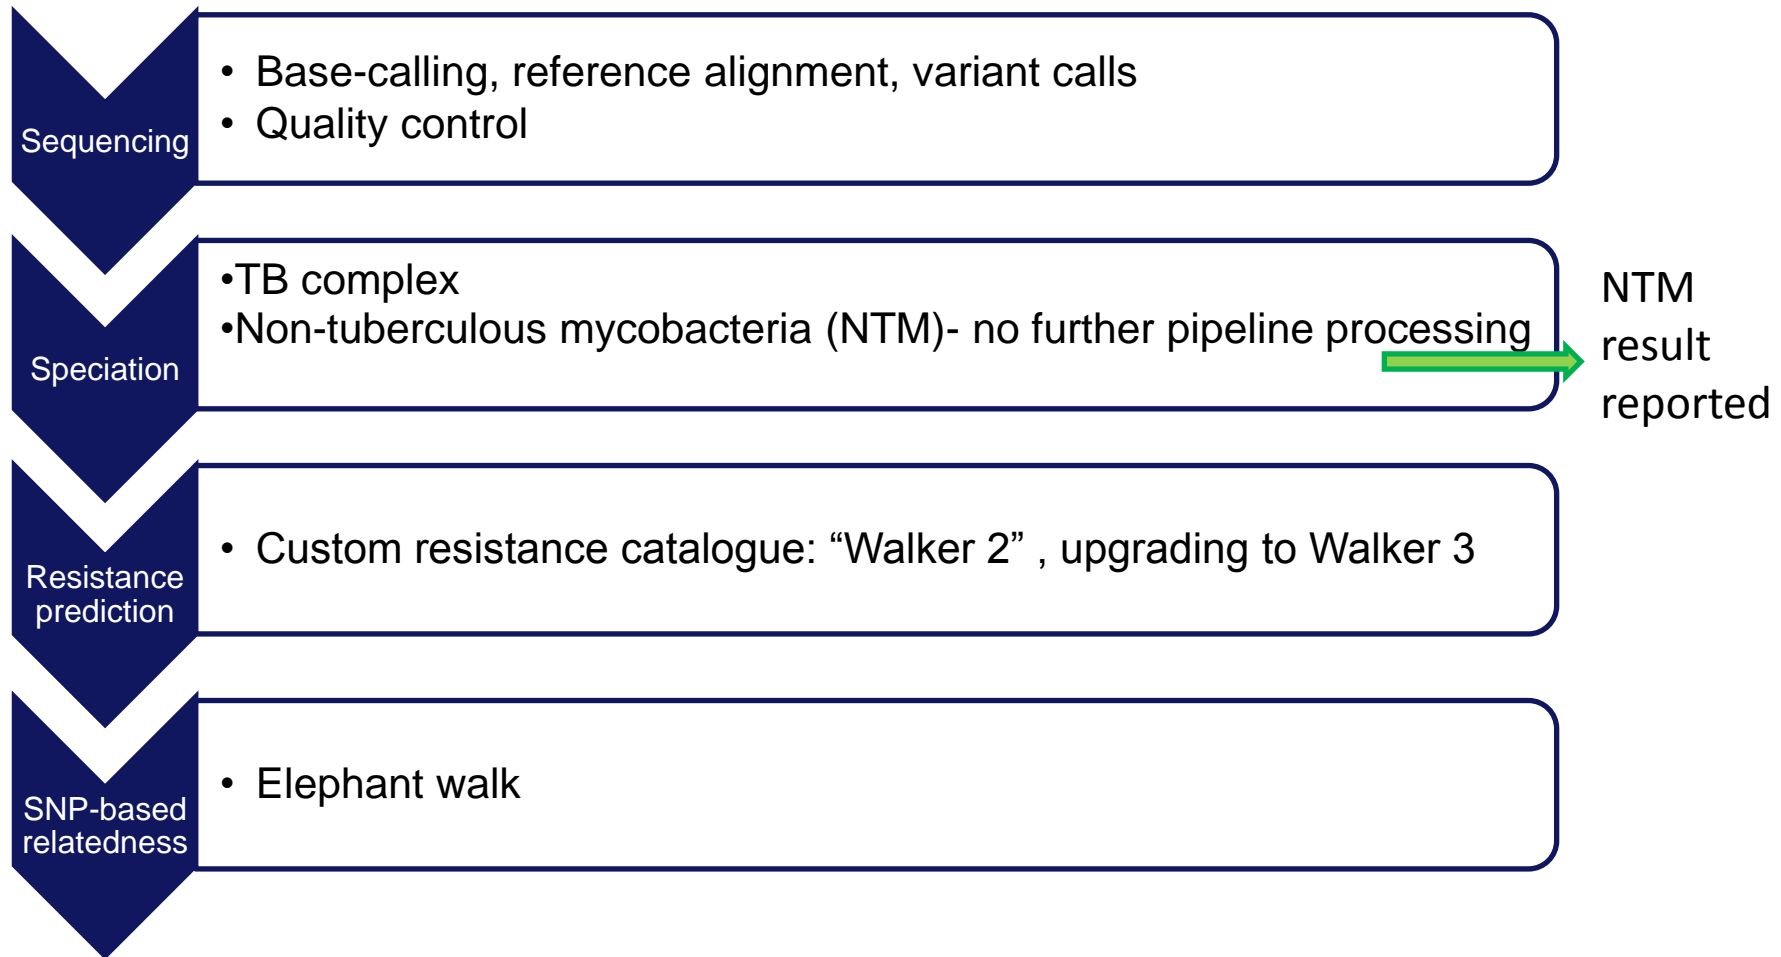 Sequencing
• Base-calling, reference alignment, variant calls
• Quality control
Speciation
•TB complex
•Non-tuberculous mycobacteria (NTM)- no further pipeline processing
NTM
result
reported
Resistance
prediction
• Custom resistance catalogue: “Walker 2” , upgrading to Walker 3
SNP-based
relatedness
• Elephant walk